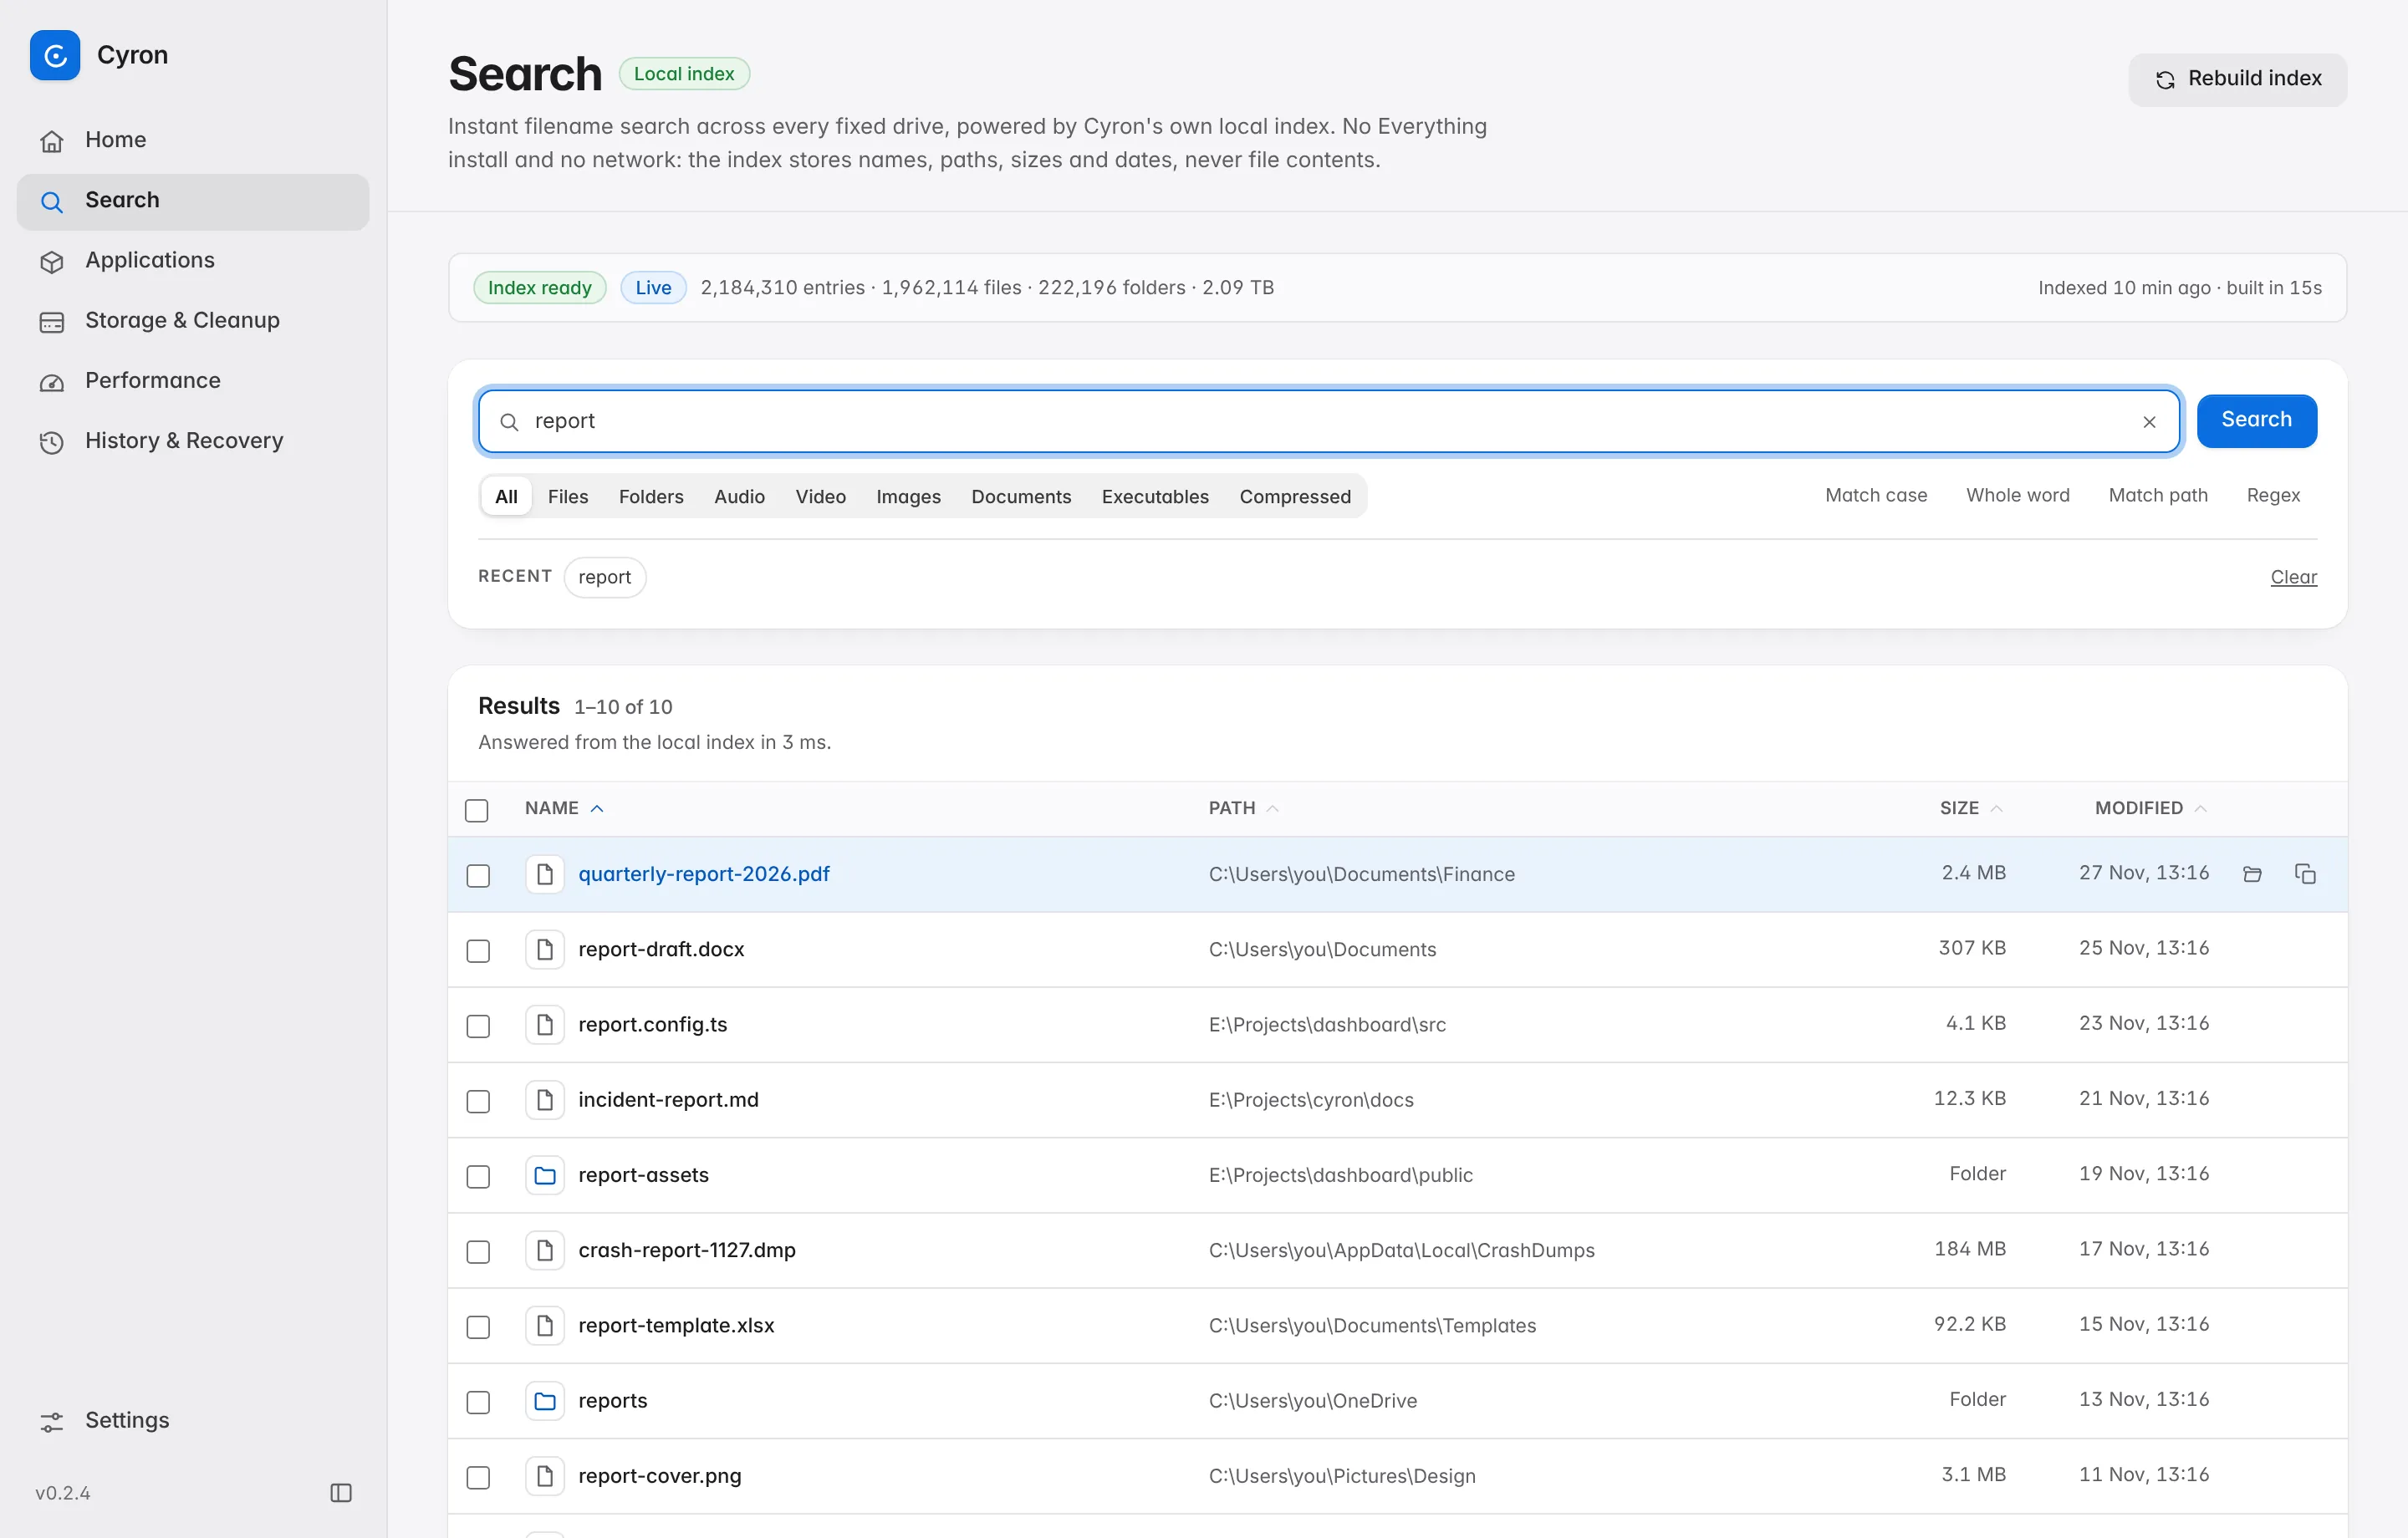 Cyron
Home
Search
Applications
Storage & Cleanup
Performance
History & Recovery
Settings
v0.2.4
Search
Local index
Rebuild index
Instant filename search across every fixed drive, powered by Cyron's own local index. No Everything
install and no network: the index stores names, paths, sizes and dates, never file contents.
Index ready
Live
2,184,310 entries · 1,962,114 files · 222,196 folders · 2.09 TB
Indexed 10 min ago · built in 15s
report
Search
All Files Folders Audio Video Images Documents Executables Compressed
Match case Whole word Match path Regex
RECENT report Clear
Results 1–10 of 10
Answered from the local index in 3 ms.
NAME PATH SIZE MODIFIED
quarterly-report-2026.pdf C:\Users\you\Documents\Finance 2.4 MB 27 Nov, 13:16
report-draft.docx C:\Users\you\Documents 307 KB 25 Nov, 13:16
report.config.ts E:\Projects\dashboard\src 4.1 KB 23 Nov, 13:16
incident-report.md E:\Projects\cyron\docs 12.3 KB 21 Nov, 13:16
report-assets E:\Projects\dashboard\public Folder 19 Nov, 13:16
crash-report-1127.dmp C:\Users\you\AppData\Local\CrashDumps 184 MB 17 Nov, 13:16
report-template.xlsx C:\Users\you\Documents\Templates 92.2 KB 15 Nov, 13:16
reports C:\Users\you\OneDrive Folder 13 Nov, 13:16
report-cover.png C:\Users\you\Pictures\Design 3.1 MB 11 Nov, 13:16